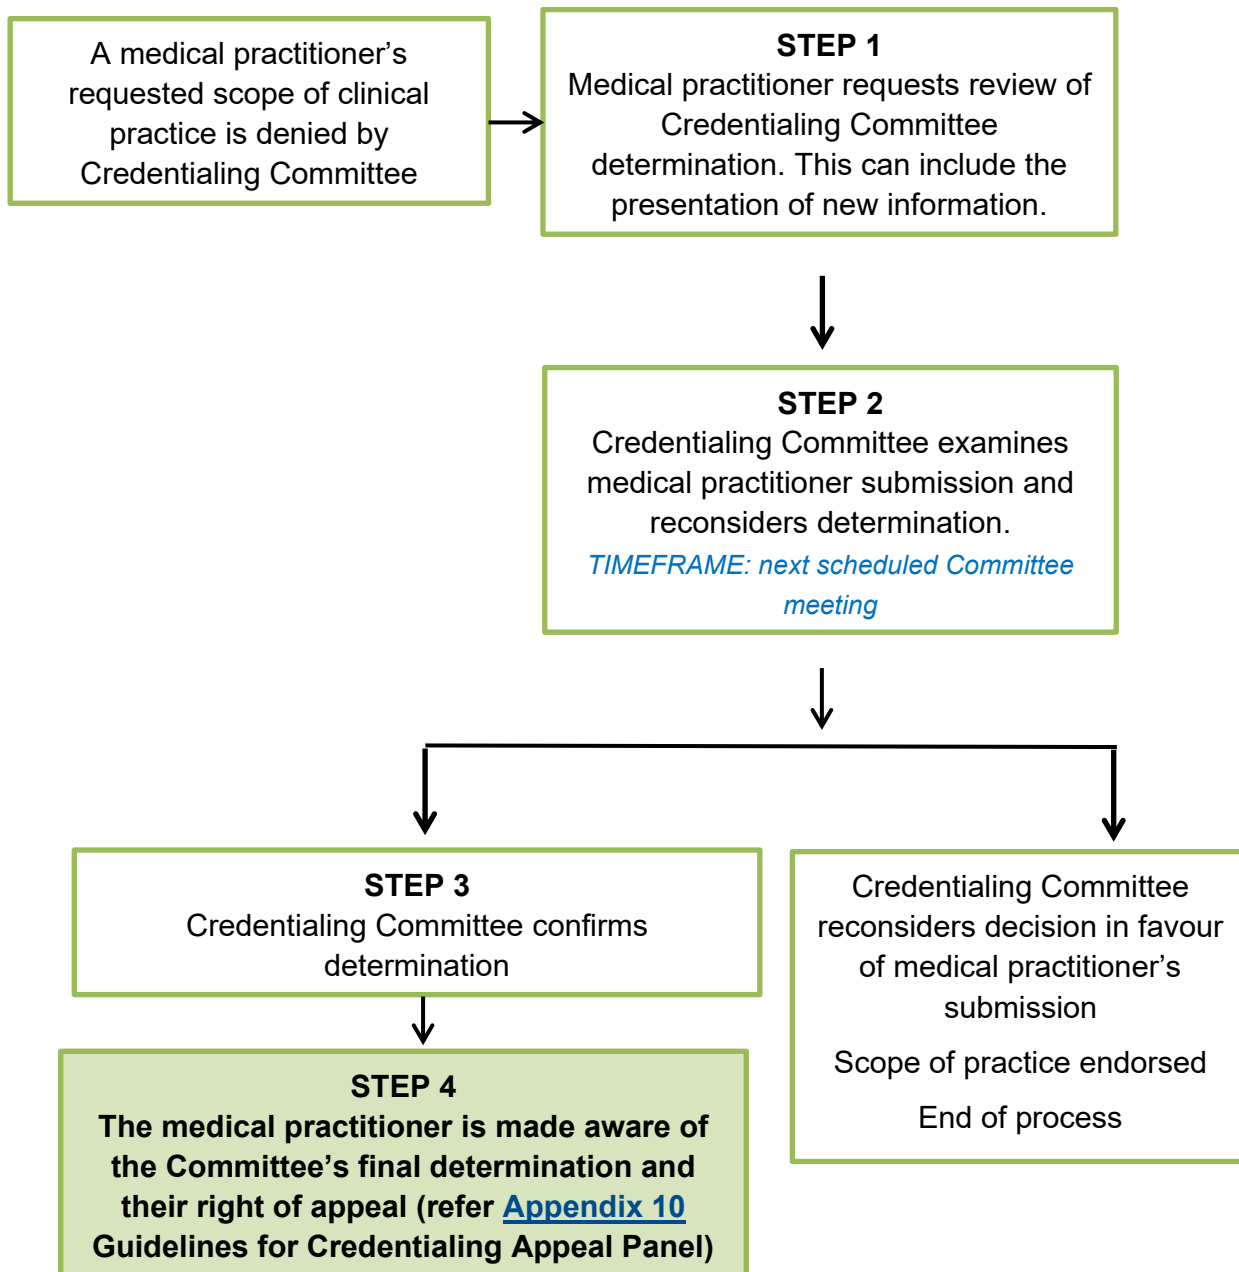 A medical practitioner’s
requested scope of clinical
practice is denied by
Credentialing Committee
STEP 1
Medical practitioner requests review of
Credentialing Committee
determination. This can include the
presentation of new information.
STEP 2
Credentialing Committee examines
medical practitioner submission and
reconsiders determination.
TIMEFRAME: next scheduled Committee
meeting
STEP 3
Credentialing Committee confirms
determination
Credentialing Committee
reconsiders decision in favour
of medical practitioner’s
submission
Scope of practice endorsed
End of process
STEP 4
The medical practitioner is made aware of
the Committee’s final determination and
their right of appeal (refer Appendix 10
Guidelines for Credentialing Appeal Panel)